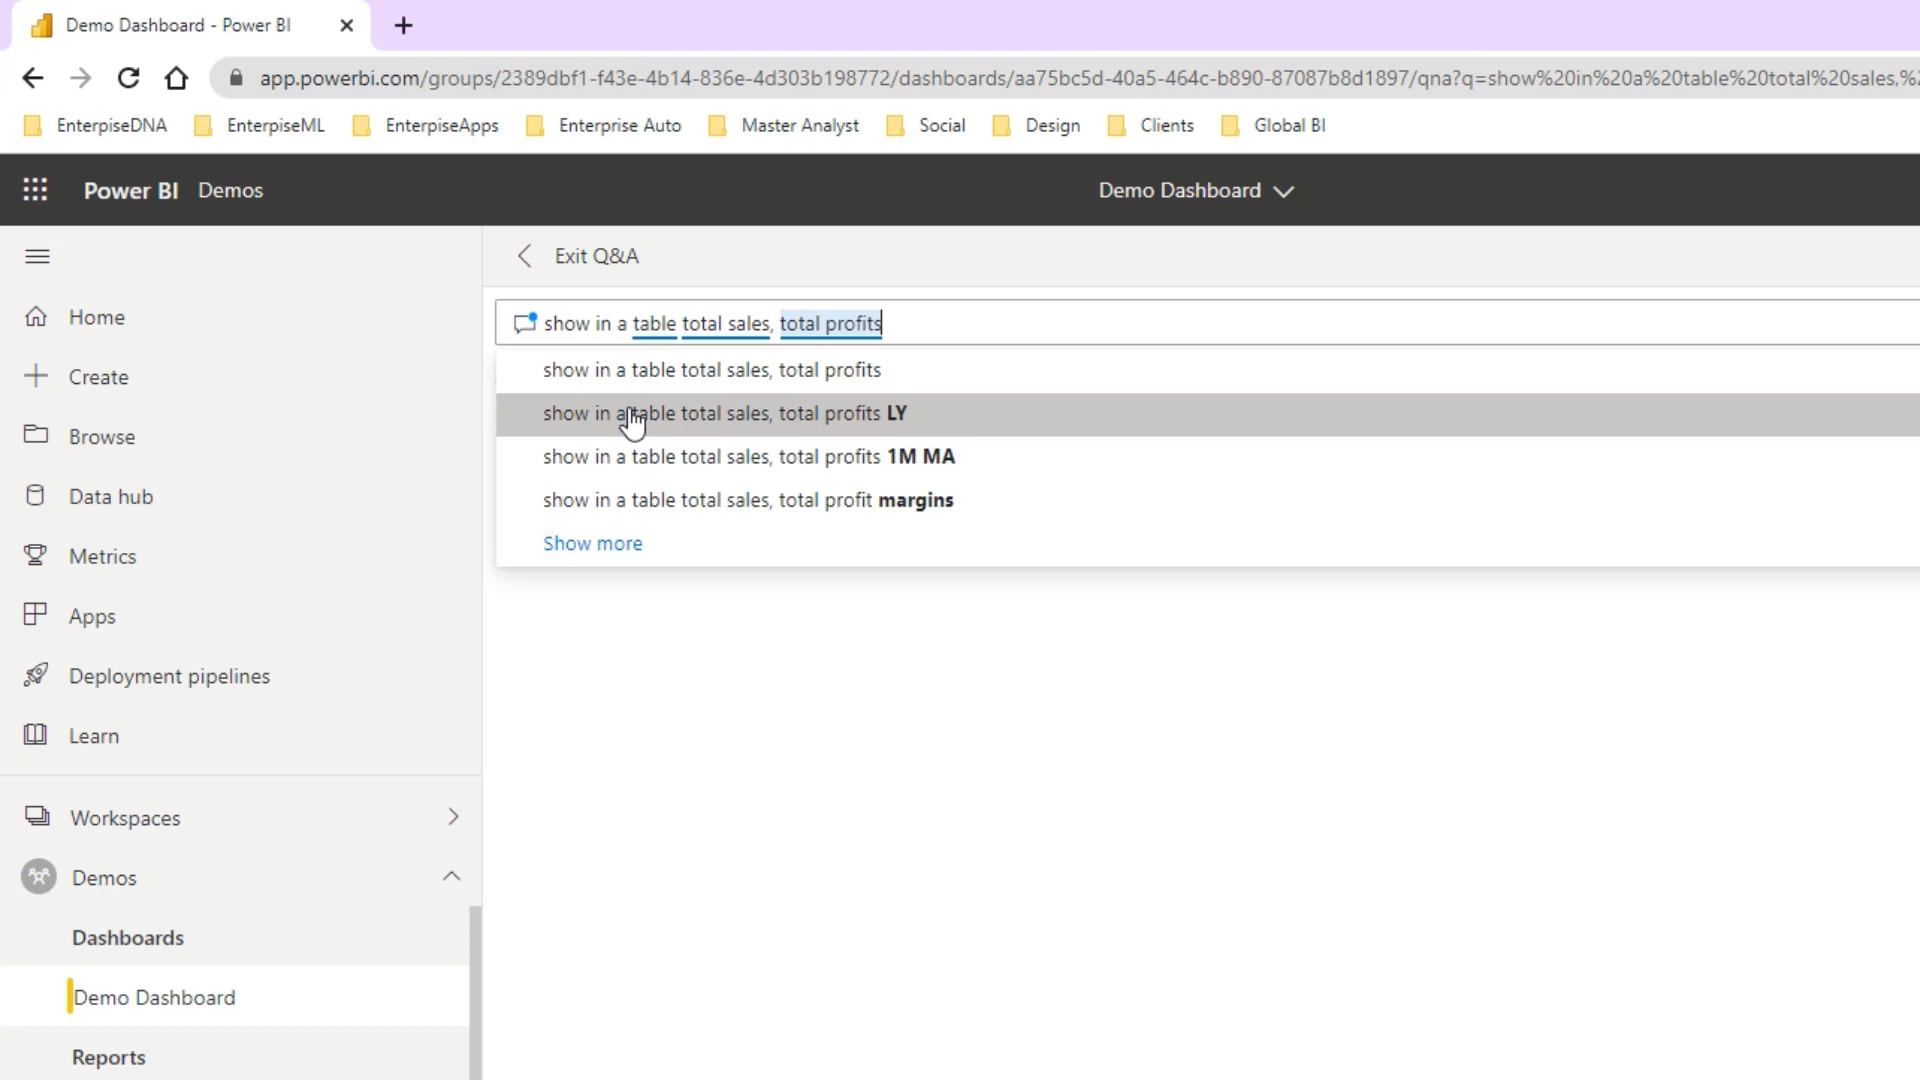 Demo Dashboard - Power BI
app.powerbi.com/groups/2389dbf1-f43e-4b14-836e-4d303b198772/dashboards/aa75bc5d-40a5-464c-b890-87087b8d1897/qna?q=show%20in%20a%20table%20total%20sales,%2
EnterpiseDNA EnterpiseML EnterpiseApps Enterprise Auto Master Analyst Social Design Clients Global BI
Power BI Demos Demo Dashboard
Exit Q&A
show in a table total sales, total profits
show in a table total sales, total profits
show in a table total sales, total profits LY
show in a table total sales, total profits 1M MA
show in a table total sales, total profit margins
Show more
Home
Create
Browse
Data hub
Metrics
Apps
Deployment pipelines
Learn
Workspaces
Demos
Dashboards
Demo Dashboard
Reports